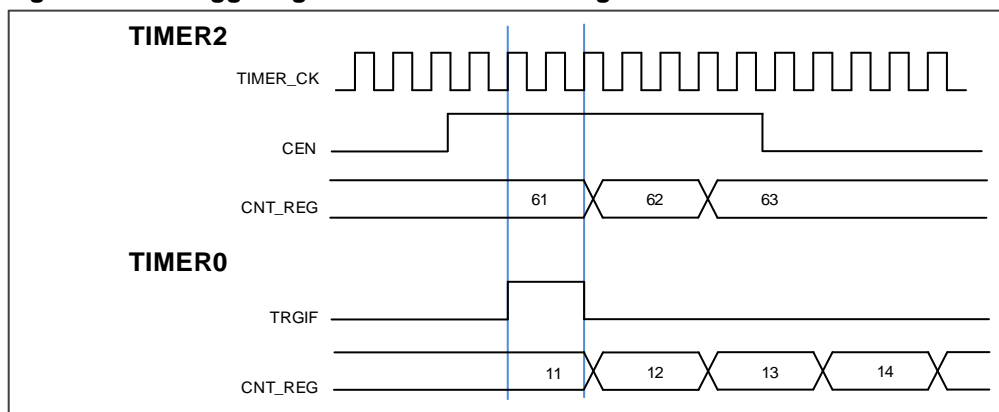 TIMER2
TIMER_CK
CEN
CNT_REG 61 62 63
TIMER0
TRGIF
CNT_REG 11 12 13 14